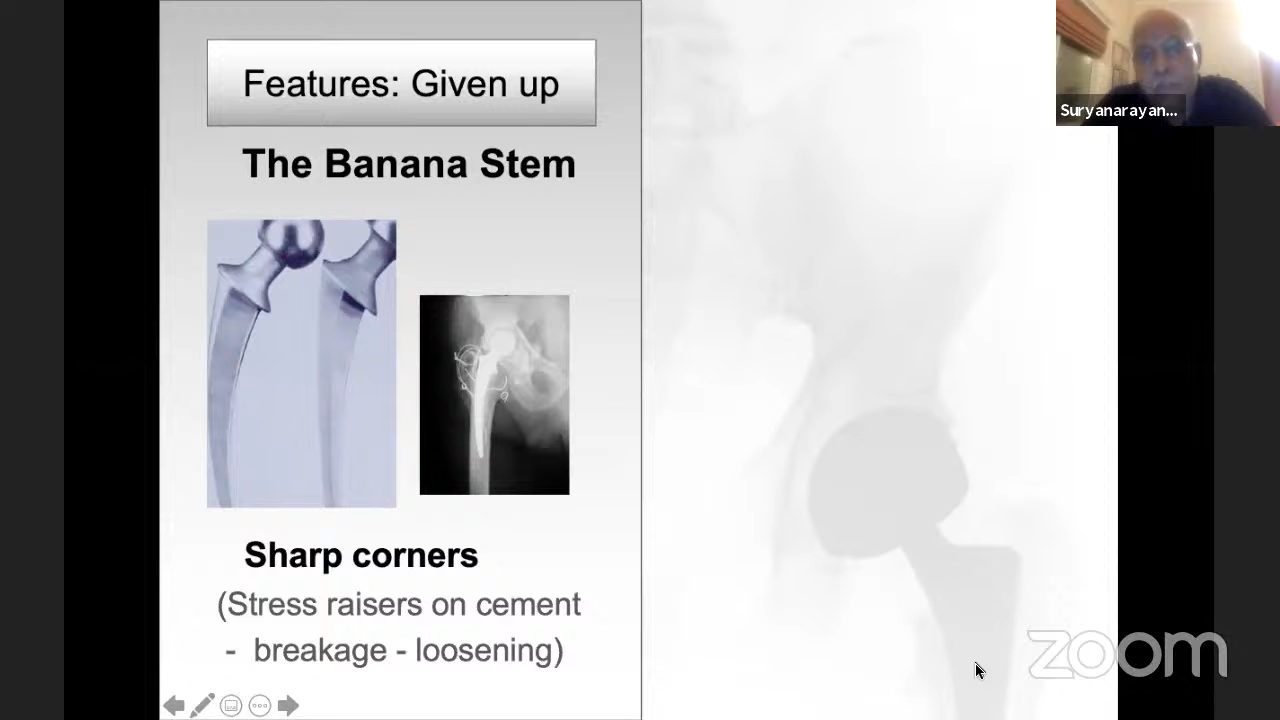 Features: Given up
The Banana Stem
Sharp corners
(Stress raisers on cement
- breakage - loosening)
Suryanarayan...
zoom